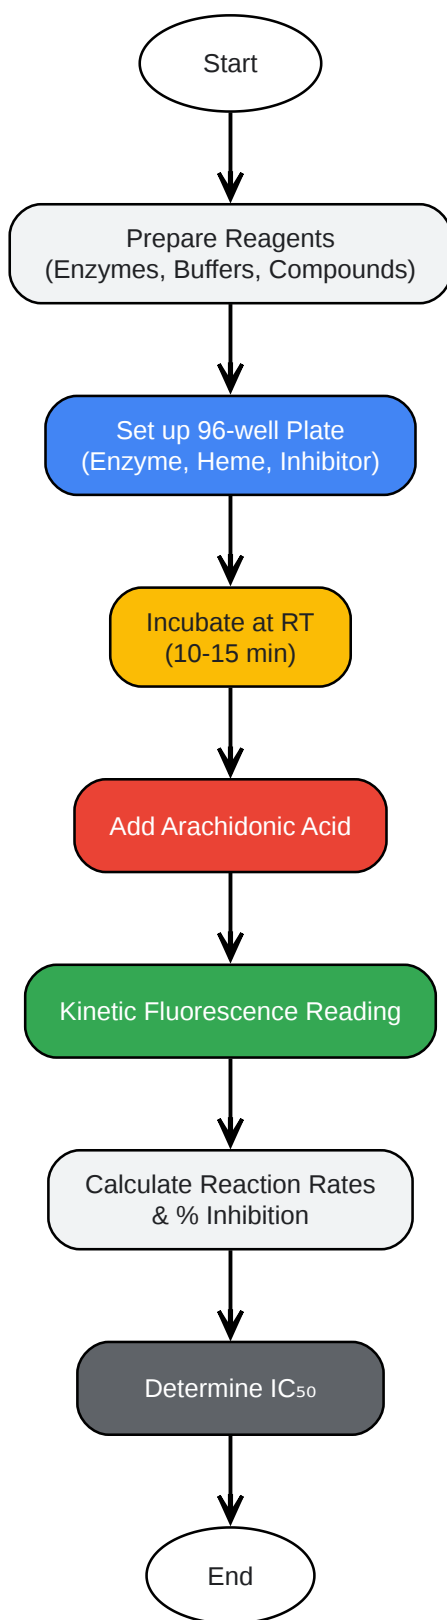 Start
Prepare Reagents
(Enzymes, Buffers, Compounds)
Set up 96-well Plate
(Enzyme, Heme, Inhibitor)
Incubate at RT
(10-15 min)
Add Arachidonic Acid
Kinetic Fluorescence Reading
Calculate Reaction Rates
& % Inhibition
Determine IC₅₀
End